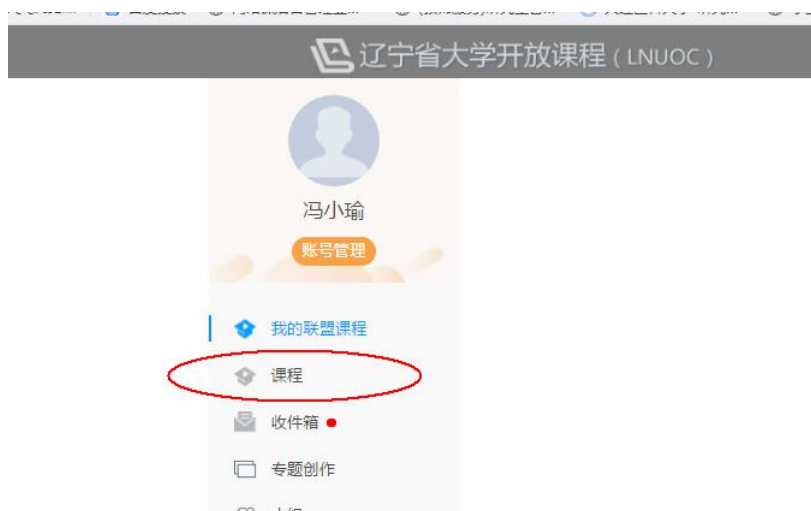 辽宁省大学开放课程 ( LNUOC )
冯小瑜
账号管理
我的联盟课程
课程
收件箱
专题创作